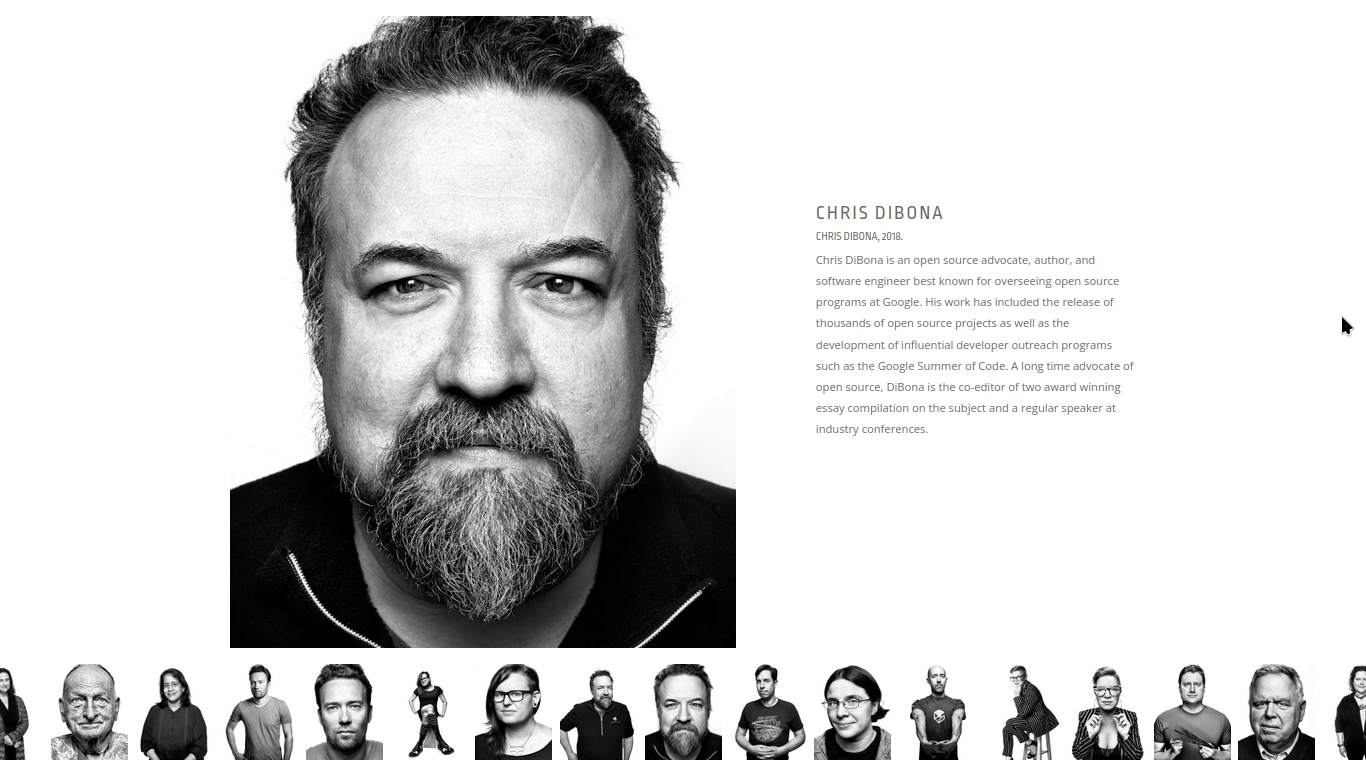 CHRIS DIBONA
CHRIS DIBONA, 2018.
Chris DiBona is an open source advocate, author, and
software engineer best known for overseeing open source
programs at Google. His work has included the release of
thousands of open source projects as well as the
development of influential developer outreach programs
such as the Google Summer of Code. A long time advocate of
open source, DiBona is the co-editor of two award winning
essay compilation on the subject and a regular speaker at
industry conferences.